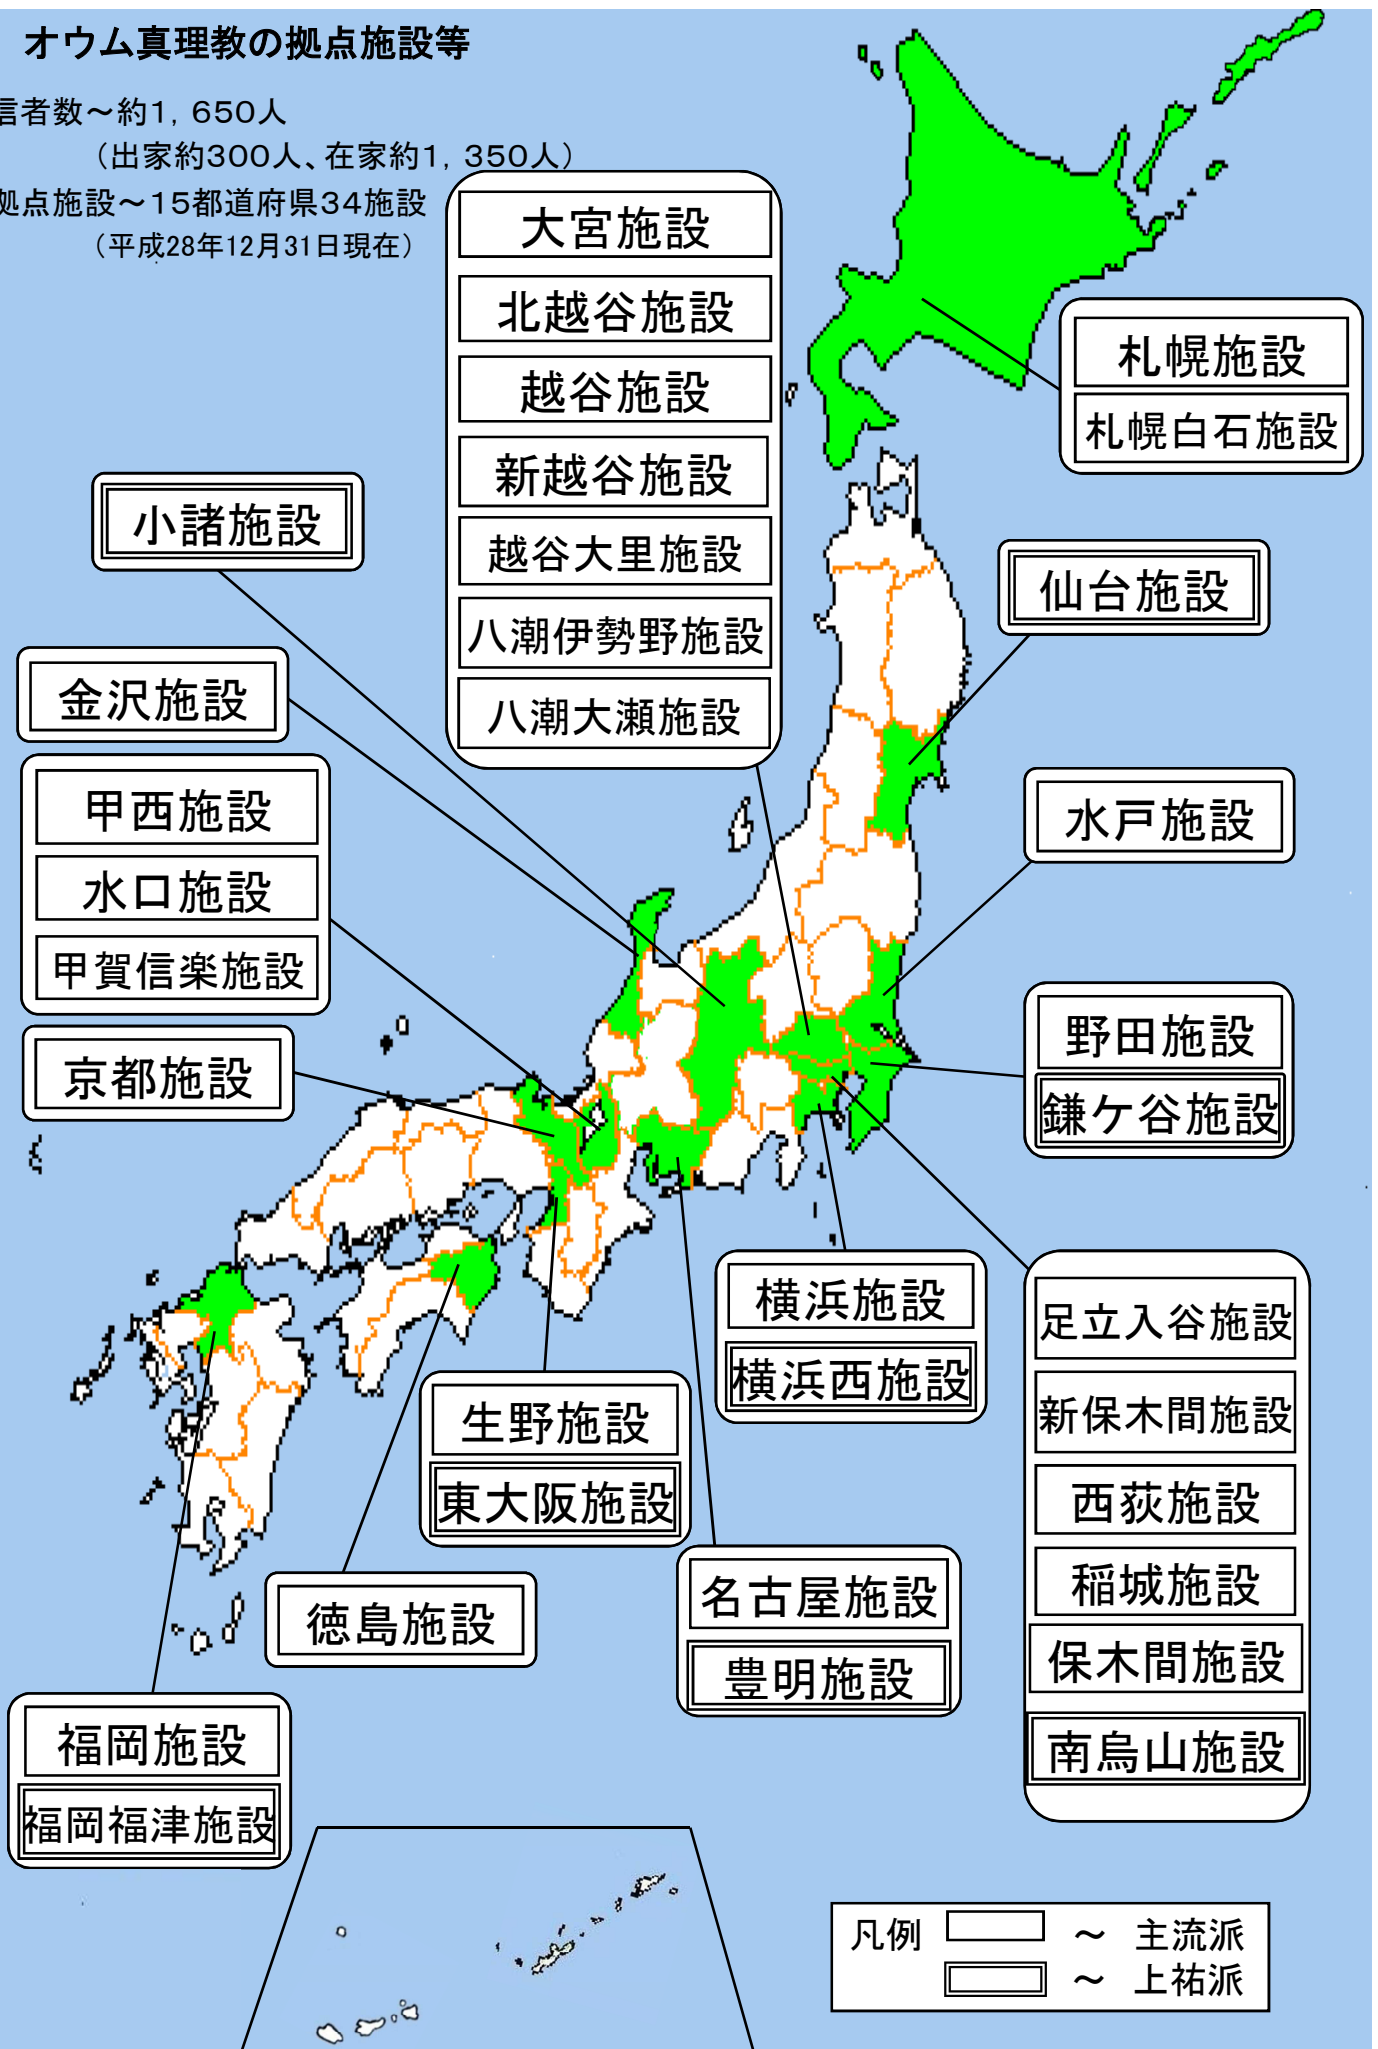 オウム真理教の拠点施設等
信者数～約1,650人
（出家約300人、在家約1,350人）
拠点施設～15都道府県34施設
（平成28年12月31日現在）
大宮施設
北越谷施設
越谷施設
新越谷施設
越谷大里施設
八潮伊勢野施設
八潮大瀬施設
札幌施設
札幌白石施設
小諸施設
仙台施設
金沢施設
甲西施設
水口施設
甲賀信楽施設
水戸施設
京都施設
野田施設
鎌ケ谷施設
横浜施設
横浜西施設
足立入谷施設
新保木間施設
西荻施設
稲城施設
保木間施設
南烏山施設
生野施設
東大阪施設
名古屋施設
豊明施設
徳島施設
福岡施設
福岡福津施設
凡例 ～ 主流派
～ 上祐派